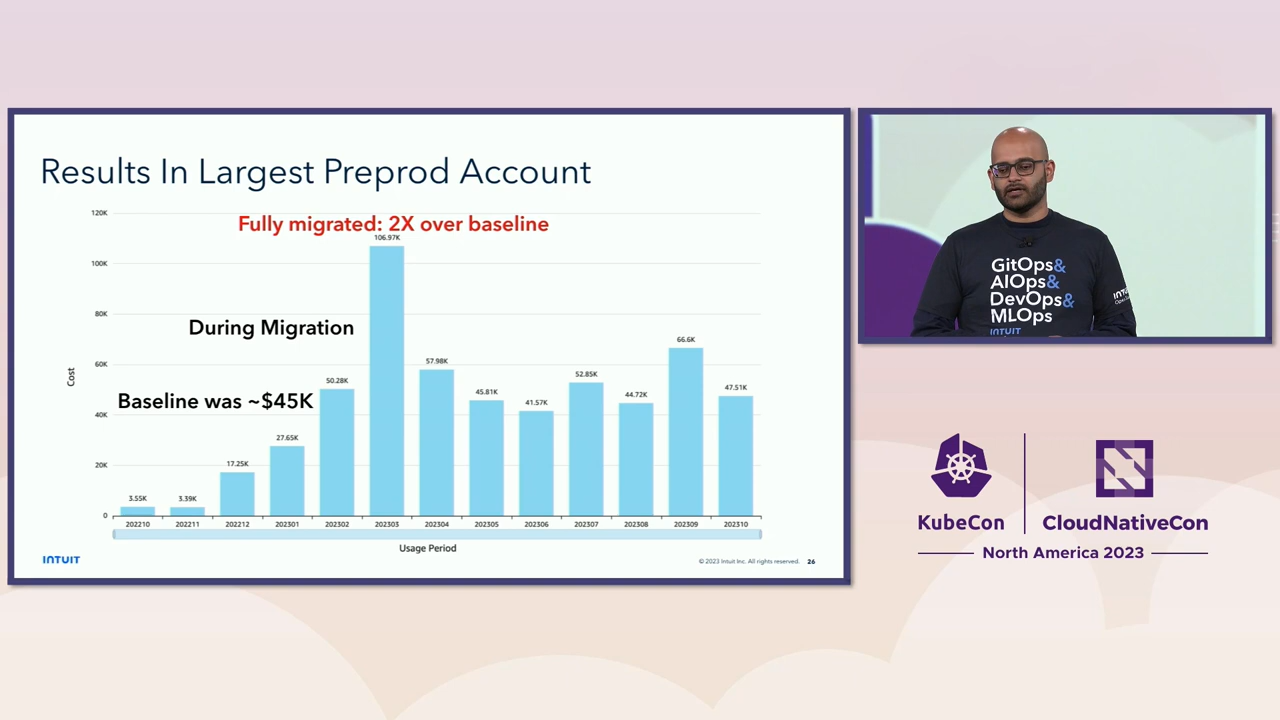 Results In Largest Preprod Account
120K
Fully migrated: 2X over baseline
106.97K
100K
During Migration
80K
66.6K
60K
57.98K
52.85K
50.28K
Baseline was ~$45K
47.51K
45.81K
44.72K
41.57K
40K
27.65K
20K
17.25K
3.55K
3.39K
0
Cost
202210 202211 202212 202301 202302 202303 202304 202305 202306 202307 202308 202309 202310
Usage Period
INTUIT
© 2023 Intuit Inc. All rights reserved. 26
GitOps&
AIOps&
DevOps&
MLOps
INTUIT
KubeCon
CloudNativeCon
North America 2023